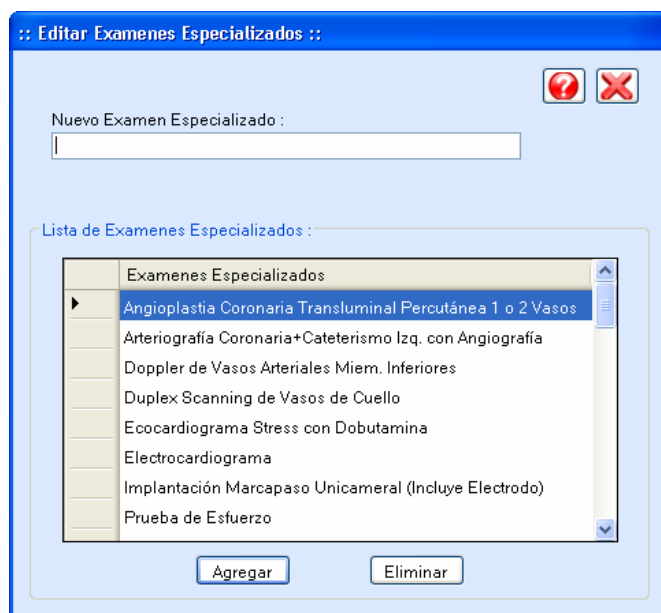 :: Editar Examenes Especializados ::
Nuevo Examen Especializado :
Lista de Examenes Especializados :
Examenes Especializados
Angioplastia Coronaria Transluminal Percutánea 1 o 2 Vasos
Arteriografía Coronaria+Cateterismo Izq. con Angiografía
Doppler de Vasos Arteriales Miem. Inferiores
Duplex Scanning de Vasos de Cuello
Ecocardiograma Stress con Dobutamina
Electrocardiograma
Implantación Marcapaso Unicameral (Incluye Electrodo)
Prueba de Esfuerzo
Agregar Eliminar